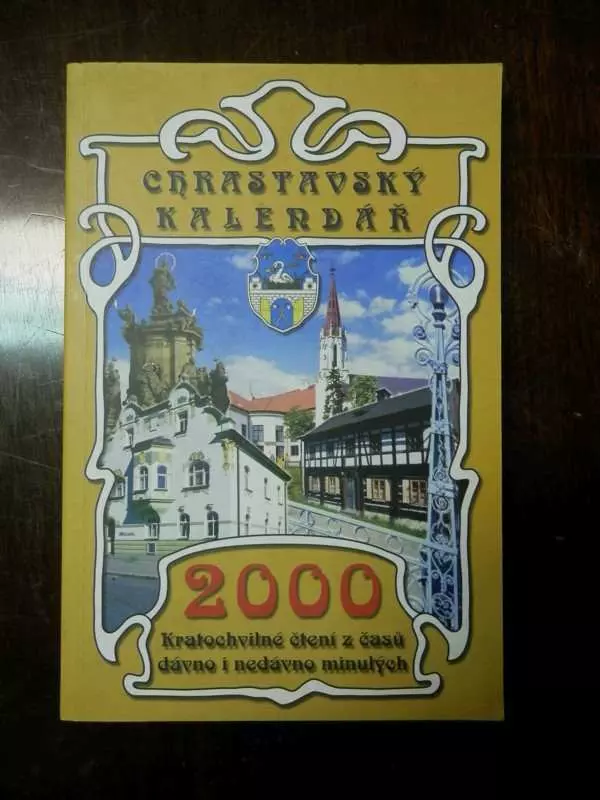 CHRASTAVSKÝ
KALENDÁŘ
2000
Kratochvilné čtení z časů
dávno i nedávno minulých